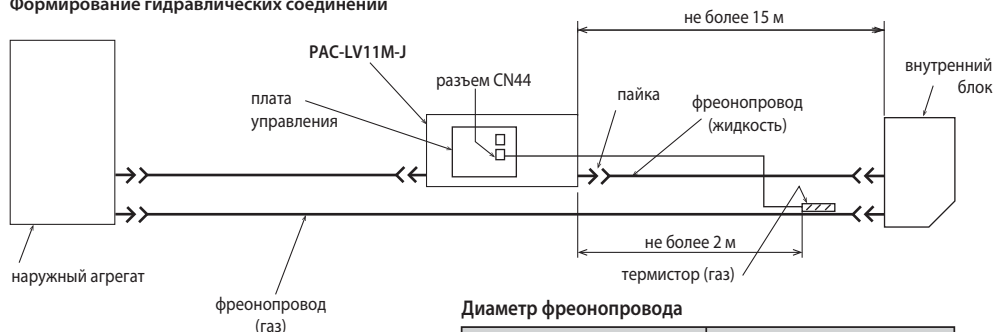 Формирование гидравлических соединений
не более 15 м
PAC-LV11M-J
разъем CN44
внутренний
блок
плата
управления
пайка
фреонопровод
(жидкость)
не более 2 м
наружный агрегат
термистор (газ)
фреонопровод
(газ)
Диаметр фреонопровода